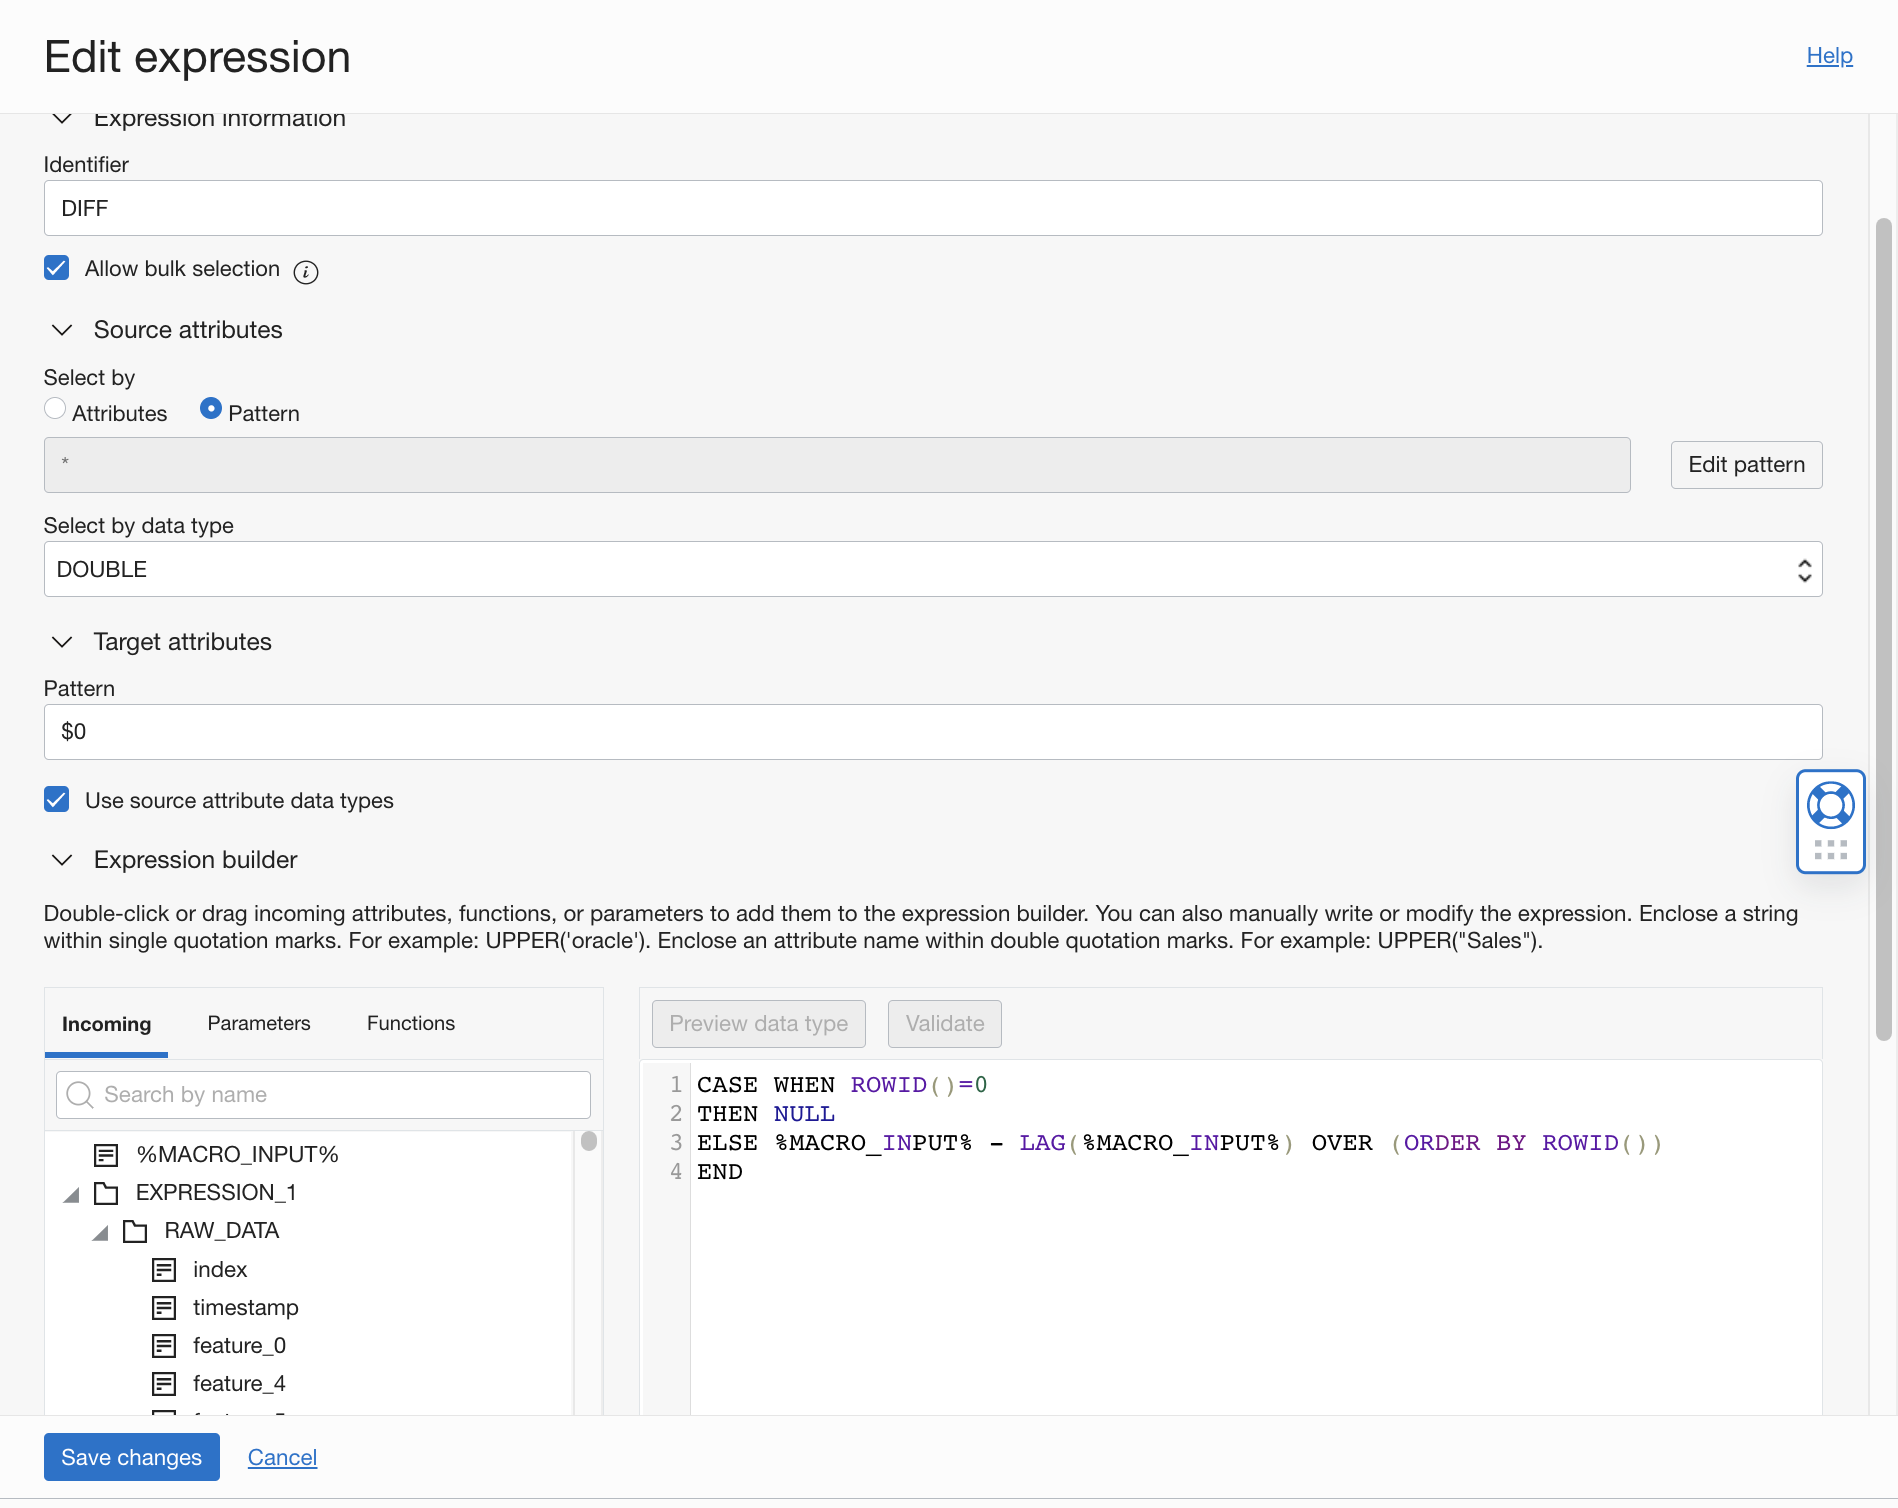 Edit expression
Help
Expression information
Identifier
DIFF
Allow bulk selection
Source attributes
Select by
Attributes
Pattern
*
Edit pattern
Select by data type
DOUBLE
Target attributes
Pattern
$0
Use source attribute data types
Expression builder
Double-click or drag incoming attributes, functions, or parameters to add them to the expression builder. You can also manually write or modify the expression. Enclose a string
within single quotation marks. For example: UPPER('oracle'). Enclose an attribute name within double quotation marks. For example: UPPER("Sales").
Incoming
Parameters
Functions
Search by name
%MACRO_INPUT%
EXPRESSION_1
RAW_DATA
index
timestamp
feature_0
feature_4
Preview data type
Validate
1 CASE WHEN ROWID()=0
2 THEN NULL
3 ELSE %MACRO_INPUT% - LAG(%MACRO_INPUT%) OVER (ORDER BY ROWID())
4 END
Save changes
Cancel